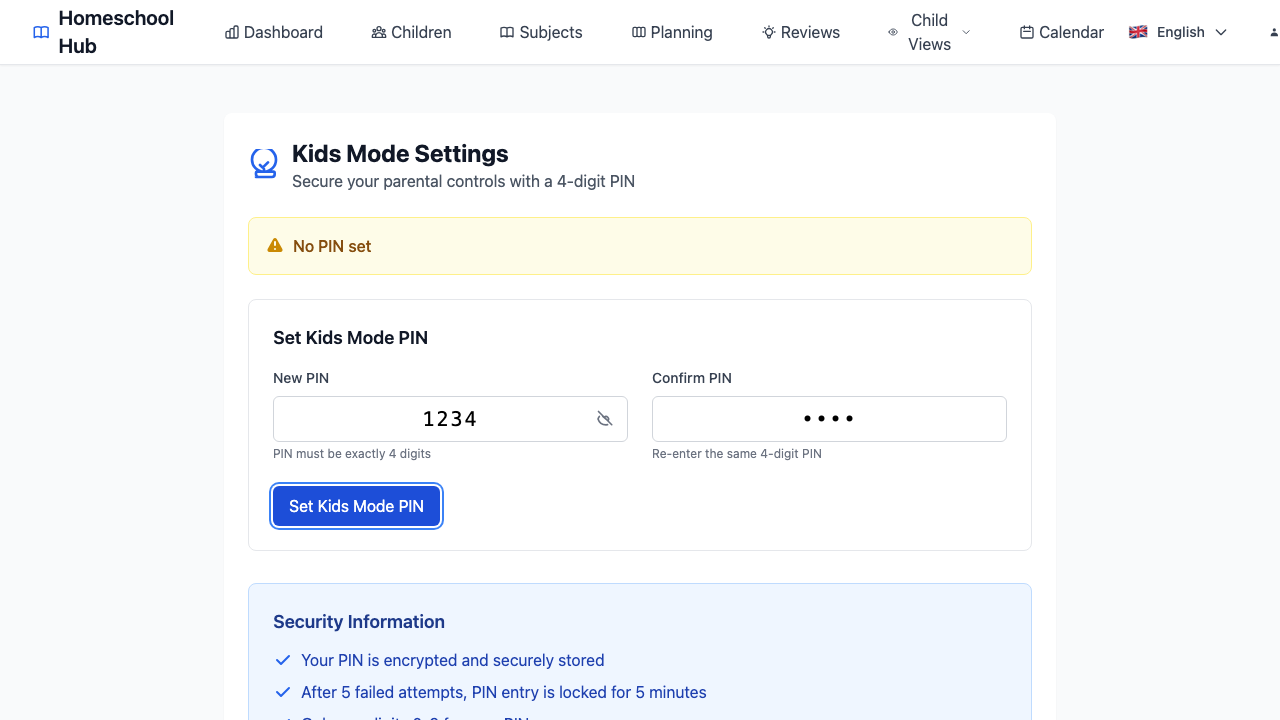 Homeschool
Hub
Dashboard
Children
Subjects
Planning
Reviews
Child
Views
Calendar
English
Kids Mode Settings
Secure your parental controls with a 4-digit PIN
No PIN set
Set Kids Mode PIN
New PIN
Confirm PIN
1234
••••
PIN must be exactly 4 digits
Re-enter the same 4-digit PIN
Set Kids Mode PIN
Security Information
Your PIN is encrypted and securely stored
After 5 failed attempts, PIN entry is locked for 5 minutes